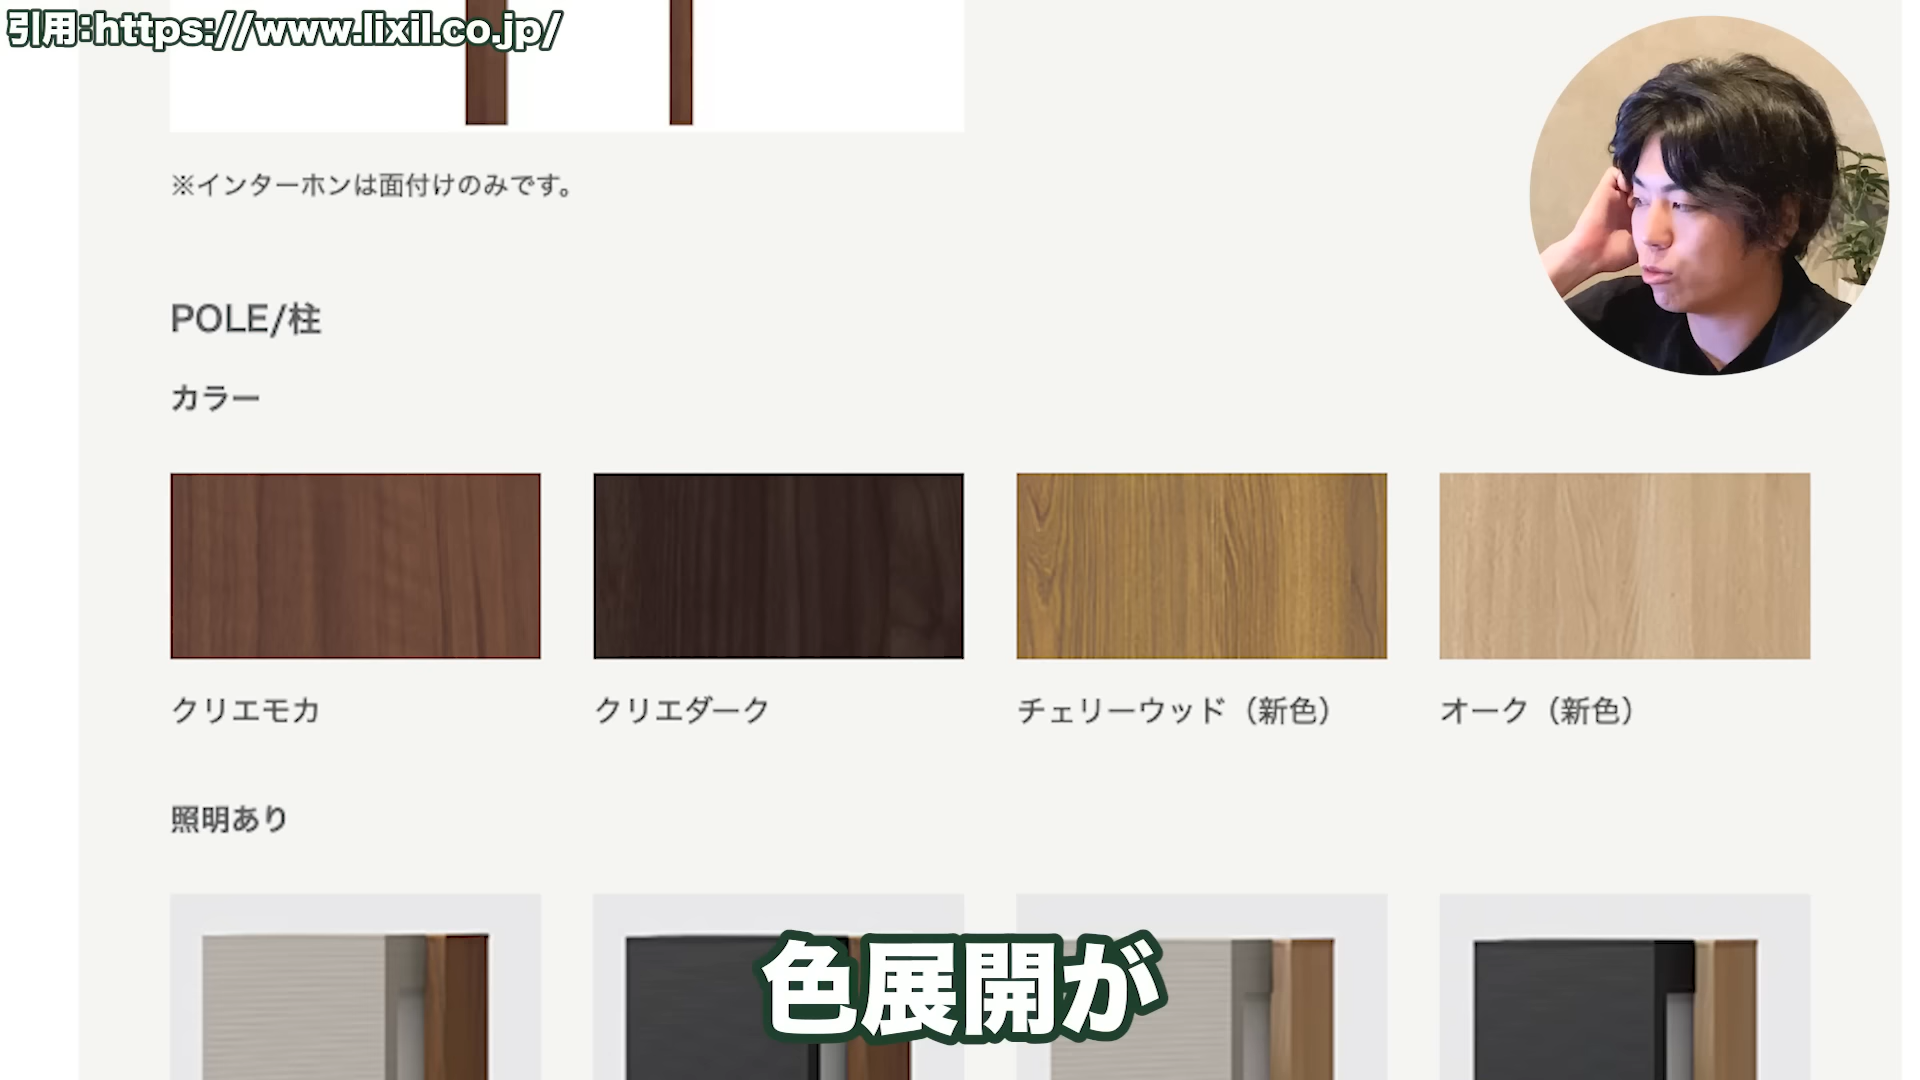 引用:https://www.lixil.co.jp/
※インターホンは面付けのみです。
POLE/柱
カラー
クリエモカ
クリエダーク
チェリーウッド（新色）
オーク（新色）
照明あり
色展開が